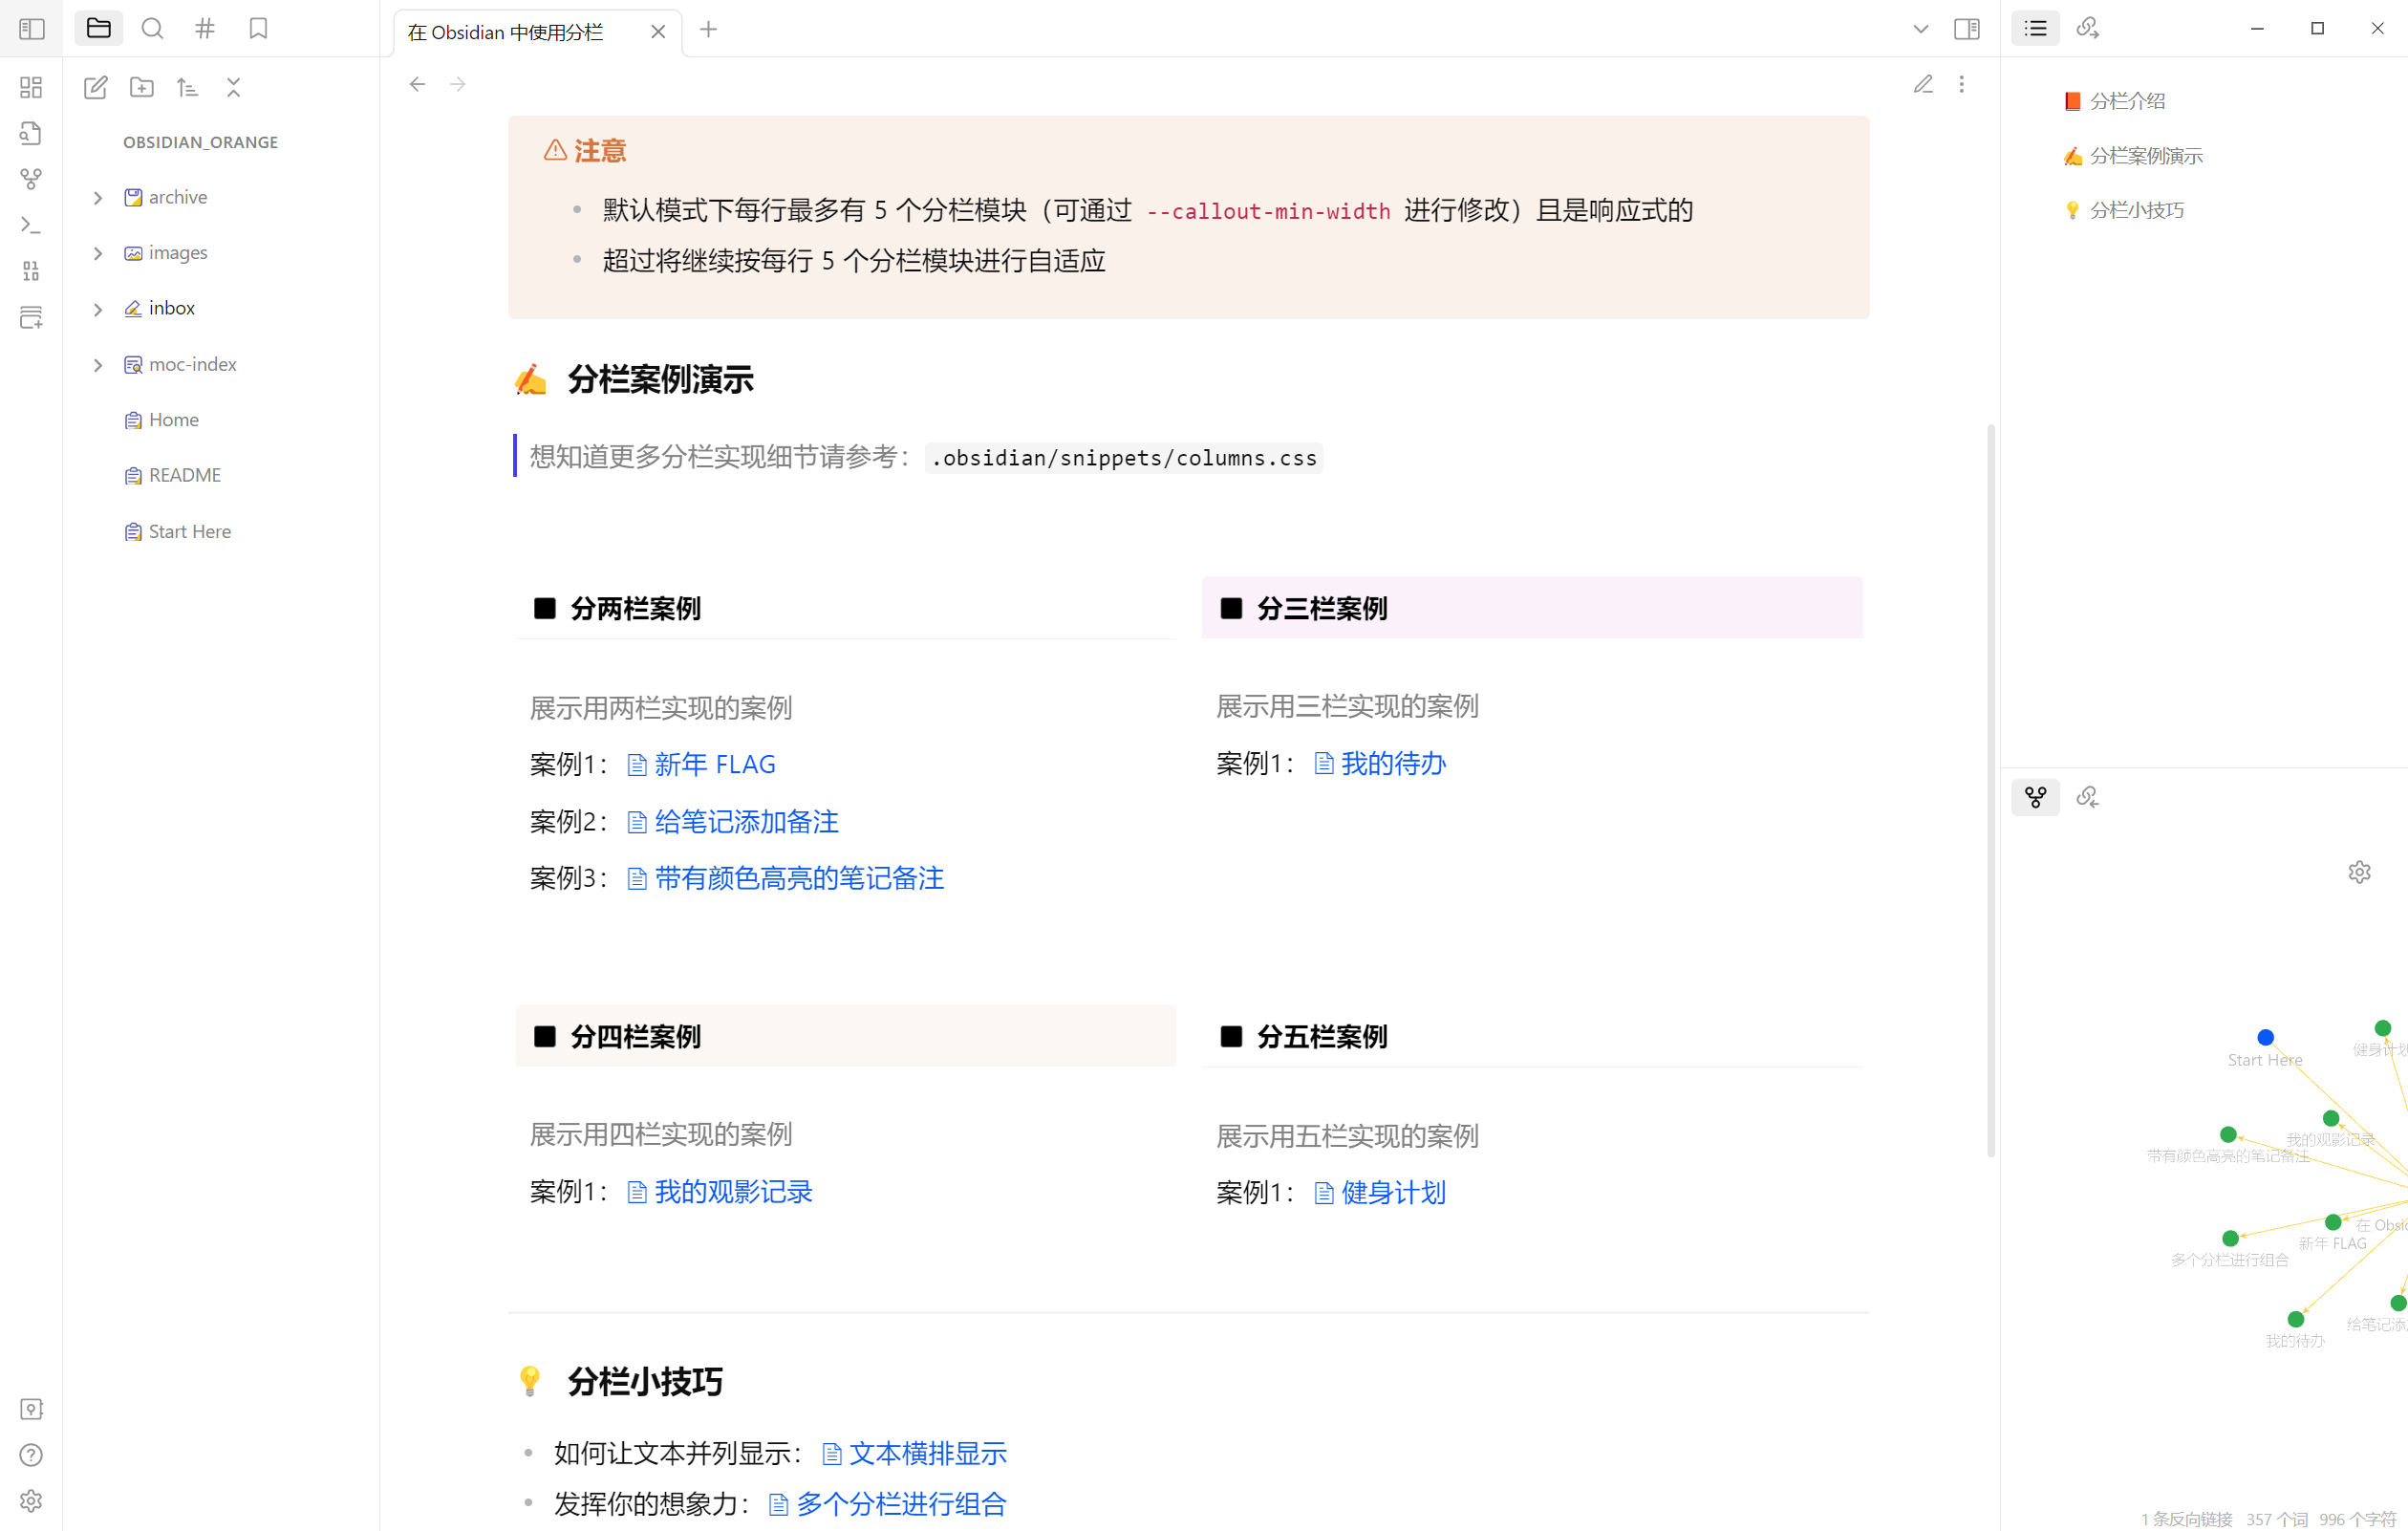 在 Obsidian 中使用分栏
OBSIDIAN_ORANGE
archive
images
inbox
moc-index
Home
README
Start Here
注意
默认模式下每行最多有 5 个分栏模块（可通过 --callout-min-width 进行修改）且是响应式的
超过将继续按每行 5 个分栏模块进行自适应
✍️ 分栏案例演示
想知道更多分栏实现细节请参考： .obsidian/snippets/columns.css
分两栏案例
展示用两栏实现的案例
案例1： 新年 FLAG
案例2： 给笔记添加备注
案例3： 带有颜色高亮的笔记备注
分三栏案例
展示用三栏实现的案例
案例1： 我的待办
分四栏案例
展示用四栏实现的案例
案例1： 我的观影记录
分五栏案例
展示用五栏实现的案例
案例1： 健身计划
💡 分栏小技巧
如何让文本并列显示： 文本横排显示
发挥你的想象力： 多个分栏进行组合
📕 分栏介绍
✍️ 分栏案例演示
💡 分栏小技巧
Start Here
健身计划
我的观影记录
带有颜色高亮的笔记备注
在 Obsi
新年 FLAG
多个分栏进行组合
给笔记添
我的待办
1 条反向链接 357 个词 996 个字符